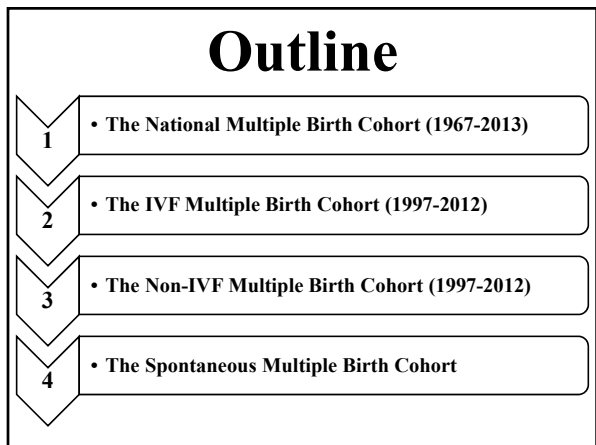 Outline
1
• The National Multiple Birth Cohort (1967-2013)
2
• The IVF Multiple Birth Cohort (1997-2012)
3
• The Non-IVF Multiple Birth Cohort (1997-2012)
4
• The Spontaneous Multiple Birth Cohort